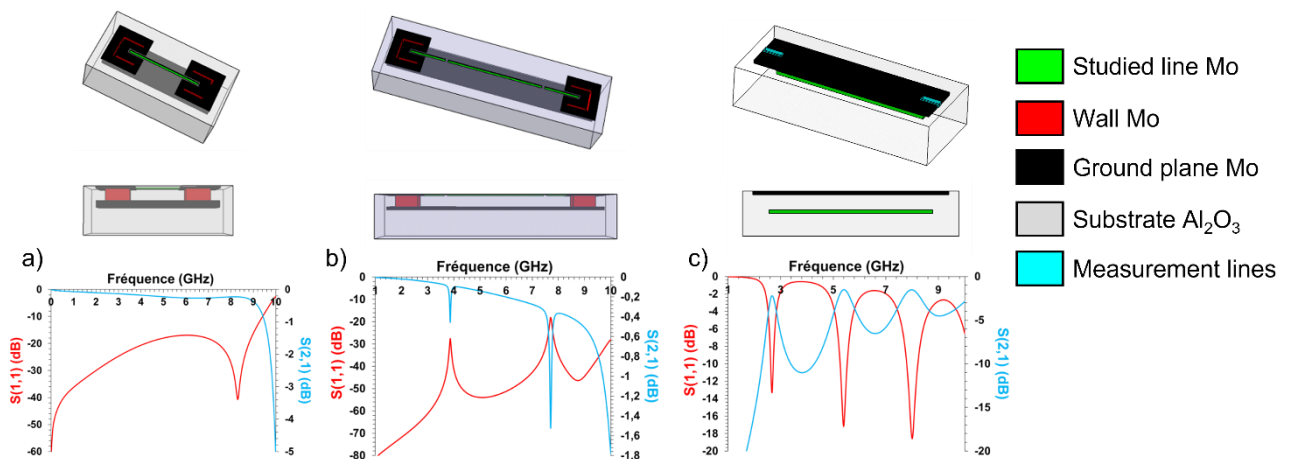 Studied line Mo
Wall Mo
Ground plane Mo
Substrate Al₂O₃
Measurement lines
a)
Fréquence (GHz)
0 1 2 3 4 5 6 7 8 9 10
0
-10
-20
-30
-40
-50
-60
S(1,1) (dB)
0
-1
-2
-3
-4
-5
S(2,1) (dB)
b)
Fréquence (GHz)
1 2 3 4 5 6 7 8 9 10
0
-10
-20
-30
-40
-50
-60
-70
-80
S(1,1) (dB)
0
-0,2
-0,4
-0,6
-0,8
-1
-1,2
-1,4
-1,6
-1,8
S(2,1) (dB)
c)
Fréquence (GHz)
1 3 5 7 9
0
-2
-4
-6
-8
-10
-12
-14
-16
-18
-20
S(1,1) (dB)
0
-5
-10
-15
-20
S(2,1) (dB)